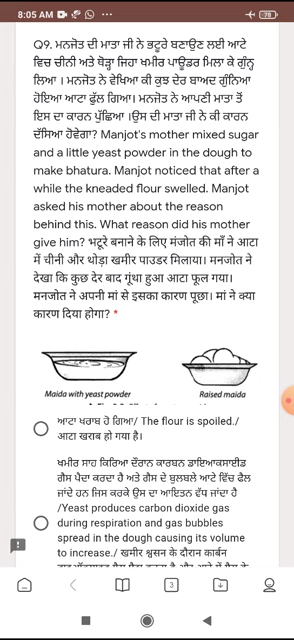 8:05 AM
78
Q9. ਮਨਜੋਤ ਦੀ ਮਾਤਾ ਜੀ ਨੇ ਭਟੂਰੇ ਬਣਾਉਣ ਲਈ ਆਟੇ
ਵਿਚ ਚੀਨੀ ਅਤੇ ਥੋੜ੍ਹਾ ਜਿਹਾ ਖਮੀਰ ਪਾਊਡਰ ਮਿਲਾ ਕੇ ਗੁੰਨ੍ਹ
ਲਿਆ । ਮਨਜੋਤ ਨੇ ਵੇਖਿਆ ਕੀ ਕੁਝ ਦੇਰ ਬਾਅਦ ਗੁੰਨਿਆ
ਹੋਇਆ ਆਟਾ ਫੁੱਲ ਗਿਆ। ਮਨਜੋਤ ਨੇ ਆਪਣੀ ਮਾਤਾ ਤੋਂ
ਇਸ ਦਾ ਕਾਰਨ ਪੁੱਛਿਆ ।ਉਸ ਦੀ ਮਾਤਾ ਜੀ ਨੇ ਕੀ ਕਾਰਨ
ਦੱਸਿਆ ਹੋਵੇਗਾ? Manjot's mother mixed sugar
and a little yeast powder in the dough to
make bhatura. Manjot noticed that after a
while the kneaded flour swelled. Manjot
asked his mother about the reason
behind this. What reason did his mother
give him? भटूरे बनाने के लिए मंजोत की माँ ने आटा
में चीनी और थोड़ा खमीर पाउडर मिलाया। मनजोत ने
देखा कि कुछ देर बाद गूंथा हुआ आटा फूल गया।
मनजोत ने अपनी मां से इसका कारण पूछा। मां ने क्या
कारण दिया होगा? *
Maida with yeast powder
Raised maida
ਆਟਾ ਖਰਾਬ ਹੋ ਗਿਆ/ The flour is spoiled./
आटा खराब हो गया है।
ਖਮੀਰ ਸਾਹ ਕਿਰਿਆ ਦੌਰਾਨ ਕਾਰਬਨ ਡਾਇਆਕਸਾਈਡ
ਗੈਸ ਪੈਦਾ ਕਰਦਾ ਹੈ ਅਤੇ ਗੈਸ ਦੇ ਬੁਲਬਲੇ ਆਟੇ ਵਿੱਚ ਫੈਲ
ਜਾਂਦੇ ਹਨ ਜਿਸ ਕਰਕੇ ਉਸ ਦਾ ਆਇਤਨ ਵੱਧ ਜਾਂਦਾ ਹੈ
/Yeast produces carbon dioxide gas
during respiration and gas bubbles
spread in the dough causing its volume
to increase./ खमीर श्वसन के दौरान कार्बन
3